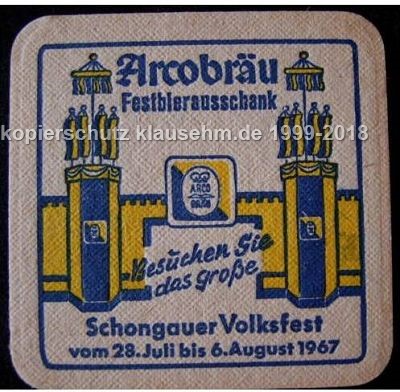 Arcobräu
Festbierausschank
kopierschutz klausehm.de 1999-2018
ARCO
BRÄU
Besuchen Sie
das große
Schongauer Volksfest
vom 28. Juli bis 6. August 1967